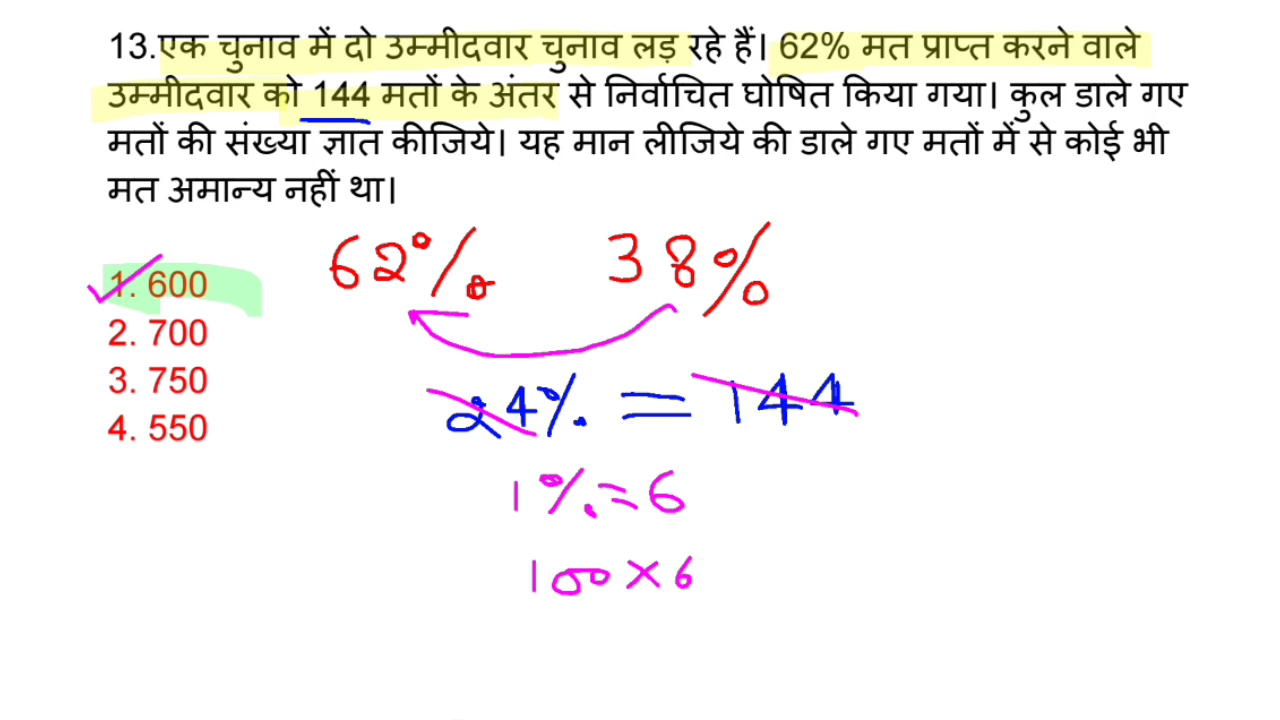 13.एक चुनाव में दो उम्मीदवार चुनाव लड़ रहे हैं। 62% मत प्राप्त करने वाले
उम्मीदवार को 144 मतों के अंतर से निर्वाचित घोषित किया गया। कुल डाले गए
मतों की संख्या ज्ञात कीजिये। यह मान लीजिये की डाले गए मतों में से कोई भी
मत अमान्य नहीं था।
62% 38%
1. 600
2. 700
3. 750
4. 550
24% = 144
1% = 6
100 × 6